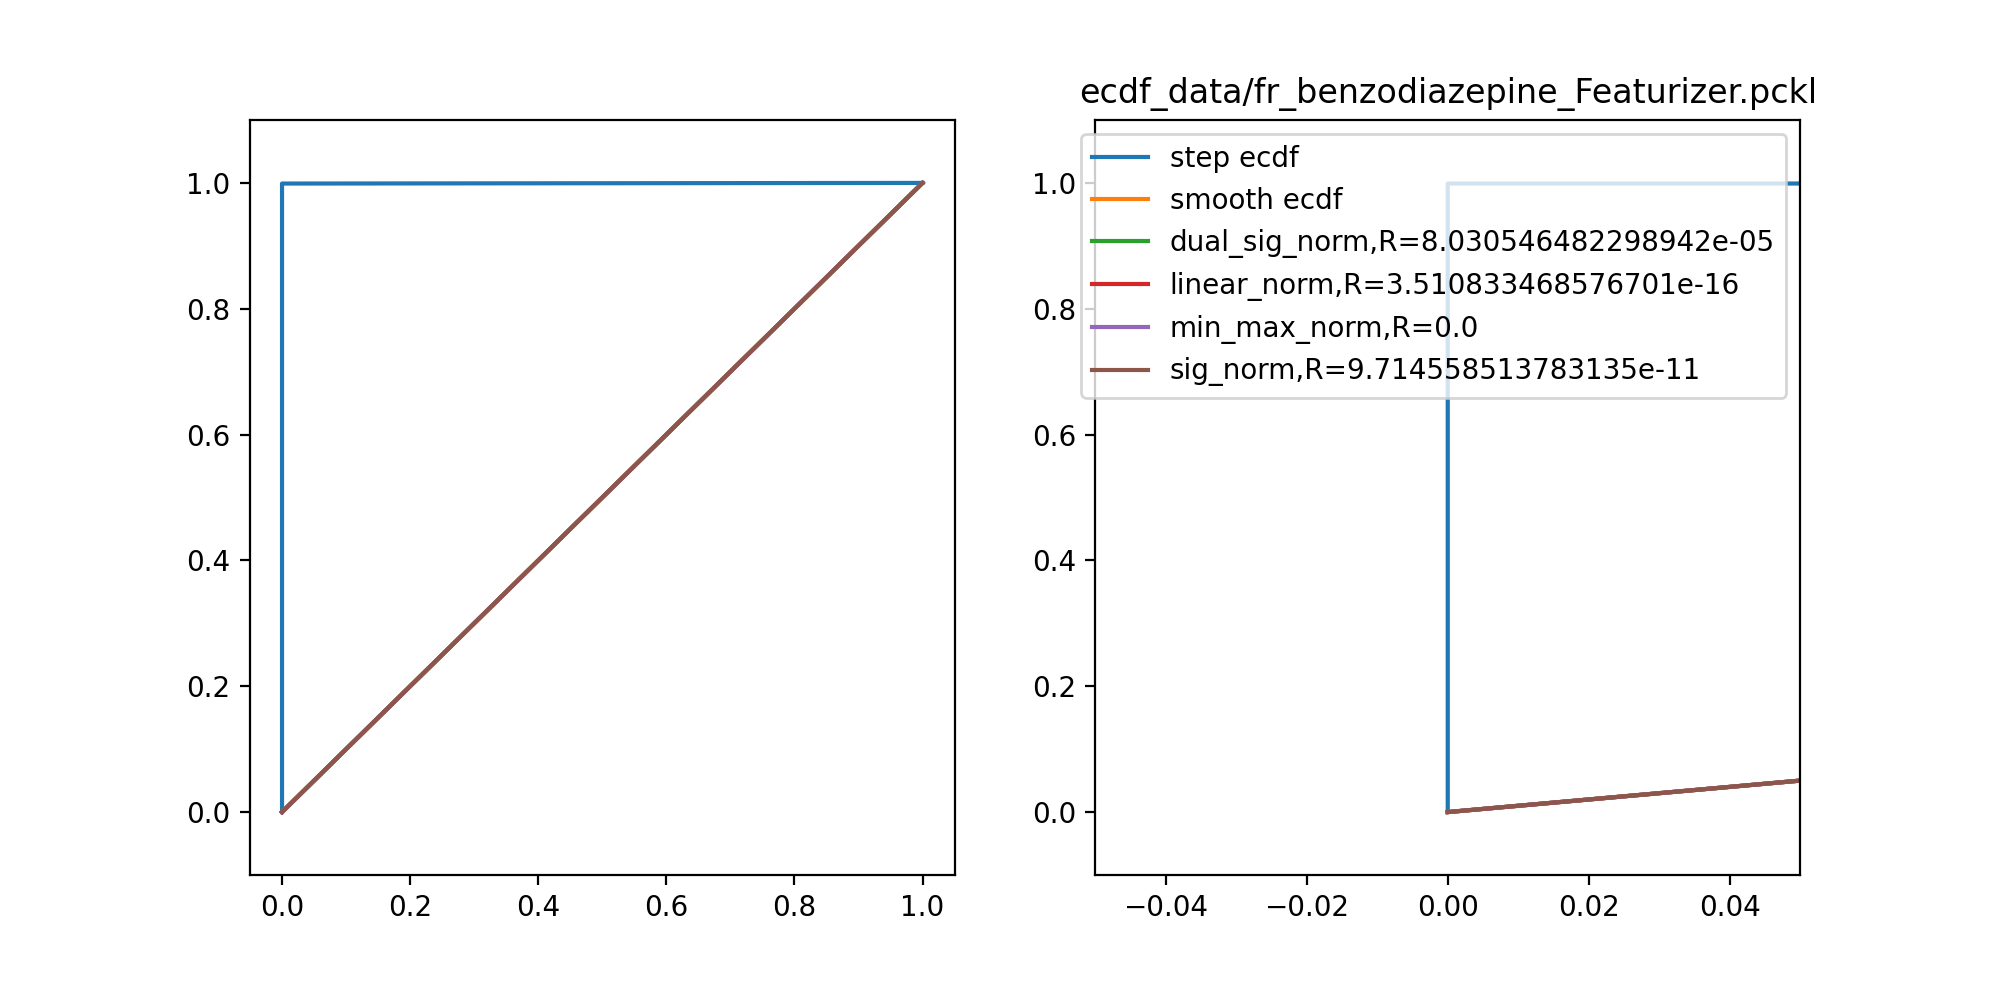 1.0
0.8
0.6
0.4
0.2
0.0
0.0 0.2 0.4 0.6 0.8 1.0
ecdf_data/fr_benzodiazepine_Featurizer.pckl
step ecdf
smooth ecdf
dual_sig_norm,R=8.030546482298942e-05
linear_norm,R=3.510833468576701e-16
min_max_norm,R=0.0
sig_norm,R=9.714558513783135e-11
1.0
0.8
0.6
0.4
0.2
0.0
−0.04 −0.02 0.00 0.02 0.04